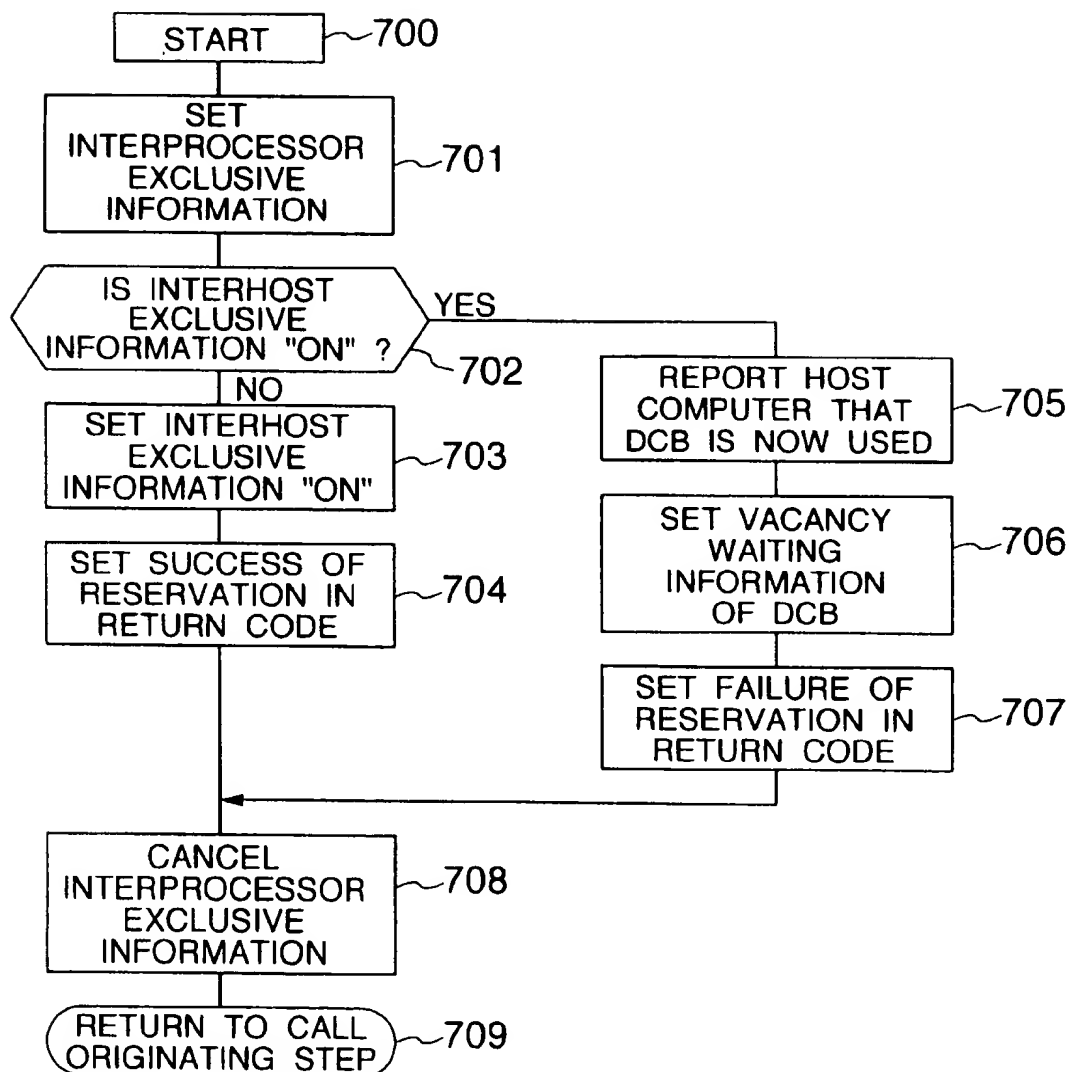 START
700
SET
INTERPROCESSOR
EXCLUSIVE
INFORMATION
701
IS INTERHOST
EXCLUSIVE
INFORMATION "ON" ?
702
YES
NO
SET INTERHOST
EXCLUSIVE
INFORMATION "ON"
703
SET SUCCESS OF
RESERVATION IN
RETURN CODE
704
REPORT HOST
COMPUTER THAT
DCB IS NOW USED
705
SET VACANCY
WAITING
INFORMATION
OF DCB
706
SET FAILURE OF
RESERVATION IN
RETURN CODE
707
CANCEL
INTERPROCESSOR
EXCLUSIVE
INFORMATION
708
RETURN TO CALL
ORIGINATING STEP
709